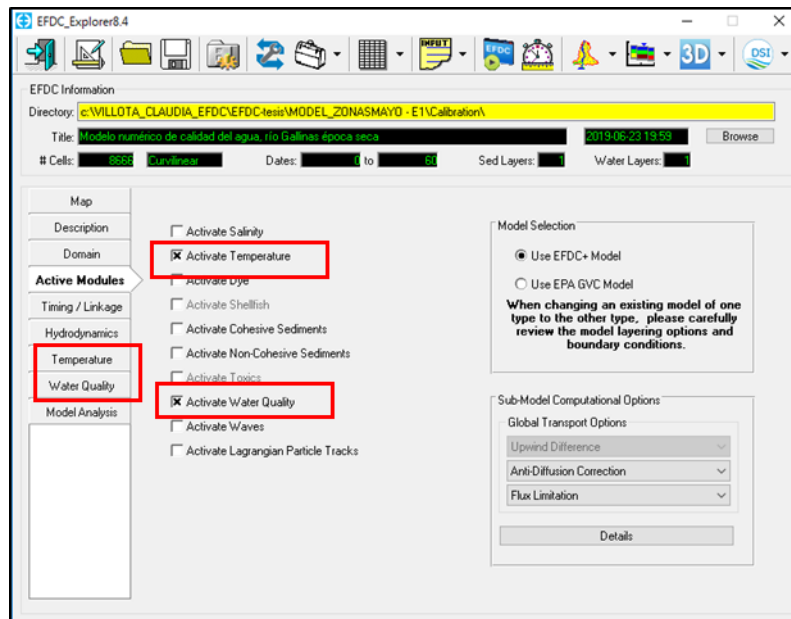 EFDC_Explorer8.4
INPUT
EFDC
3D
DSI
EFDC Information
Directory: c:\VILLOTA_CLAUDIA_EFDC\EFDC-tesis\MODEL_ZONASMAYO - E1\Calibration\
Title: Modelo numérico de calidad del agua, río Gallinas época seca 2019-06-23 19:59 Browse
# Cells: 8666 Curvilinear Dates: 0 to 60 Sed Layers: 1 Water Layers: 1
Map
Description
Domain
Active Modules
Timing / Linkage
Hydrodynamics
Temperature
Water Quality
Model Analysis
Activate Salinity
Activate Temperature
Activate Dye
Activate Shellfish
Activate Cohesive Sediments
Activate Non-Cohesive Sediments
Activate Toxics
Activate Water Quality
Activate Waves
Activate Lagrangian Particle Tracks
Model Selection
Use EFDC+ Model
Use EPA GVC Model
When changing an existing model of one
type to the other type, please carefully
review the model layering options and
boundary conditions.
Sub-Model Computational Options
Global Transport Options
Upwind Difference
Anti-Diffusion Correction
Flux Limitation
Details